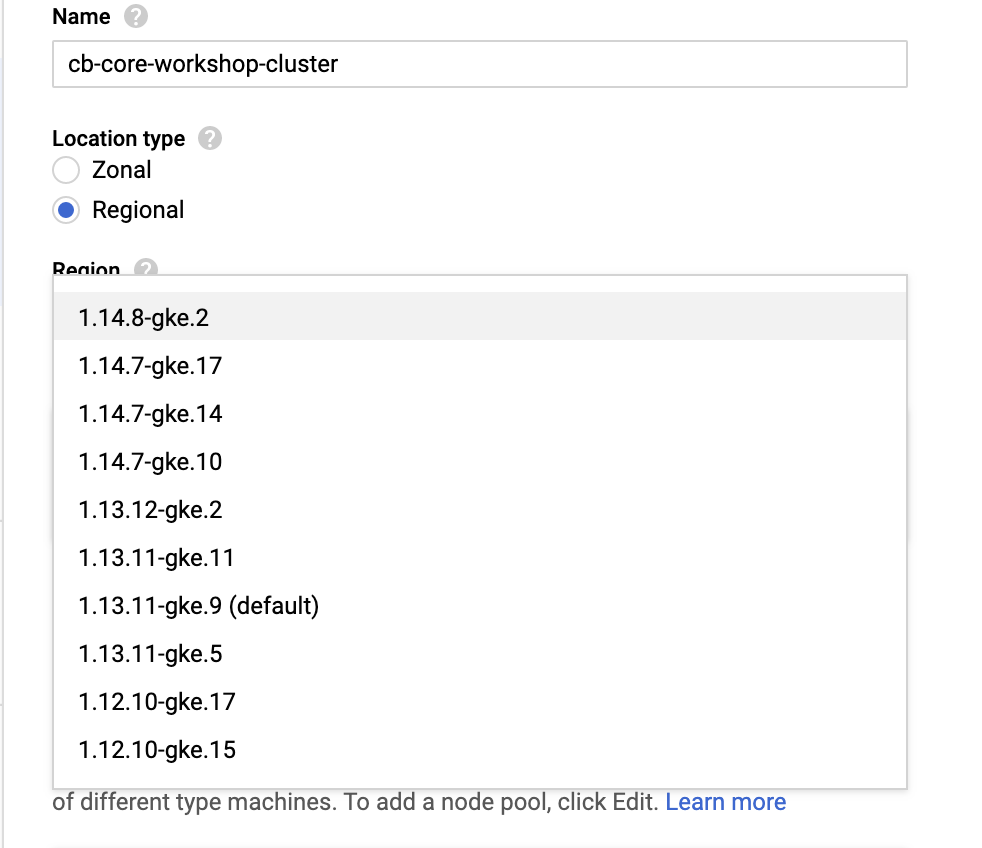 Name ?
cb-core-workshop-cluster
Location type ?
Zonal
Regional
Region ?
1.14.8-gke.2
1.14.7-gke.17
1.14.7-gke.14
1.14.7-gke.10
1.13.12-gke.2
1.13.11-gke.11
1.13.11-gke.9 (default)
1.13.11-gke.5
1.12.10-gke.17
1.12.10-gke.15
of different type machines. To add a node pool, click Edit. Learn more